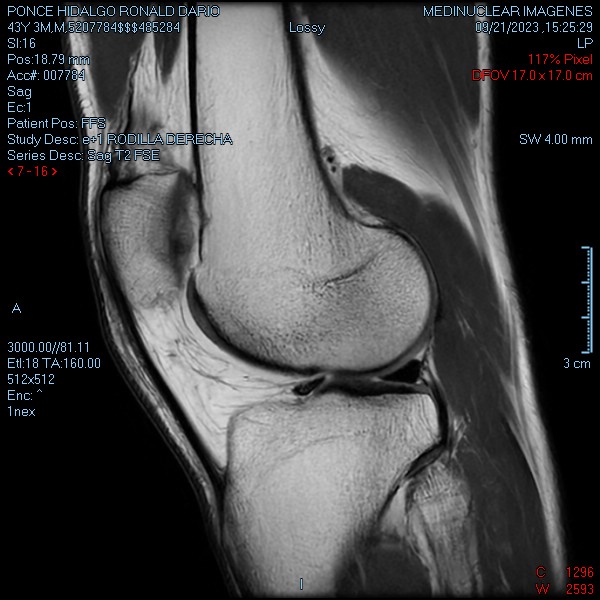 PONCE HIDALGO RONALD DARIO
43Y 3M,M,5207784$$$485284
Sl:16
Pos:18.79 mm
Acc#: 007784
Sag
Ec:1
Patient Pos: FFS
Study Desc: e+1 RODILLA DERECHA
Series Desc: Sag T2 FSE
< 7 - 16 >
Lossy
MEDINUCLEAR IMAGENES
09/21/2023 ,15:25:29
LP
117% Pixel
DFOV 17.0 x 17.0 cm
SW 4.00 mm
A
3 cm
3000.00//81.11
Etl:18 TA:160.00
512x512
Enc: ^
1nex
I
C 1296
W 2593